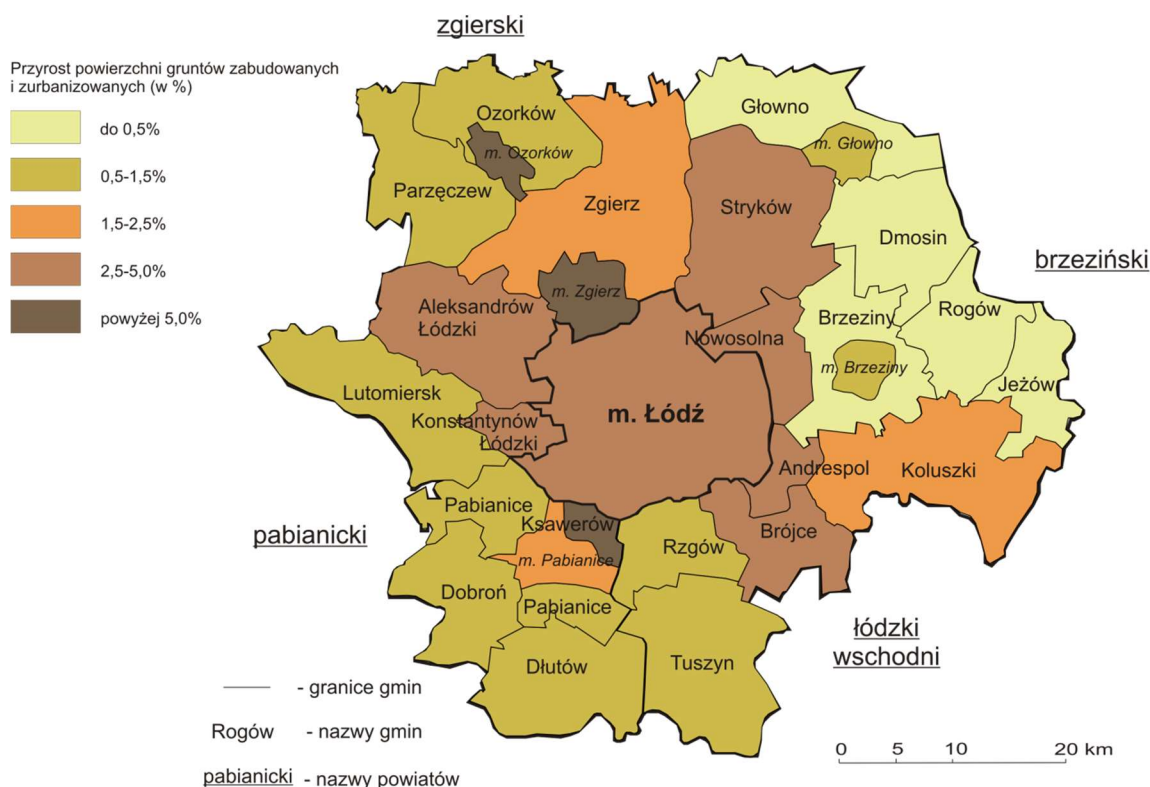 zgierski
Przyrost powierzchni gruntów zabudowanych
i zurbanizowanych (w %)
do 0,5%
0,5-1,5%
1,5-2,5%
2,5-5,0%
powyżej 5,0%
Ozorków
m. Ozorków
Parzęczew
Zgierz
m. Zgierz
Głowno
m. Głowno
Stryków
Dmosin
brzeziński
Aleksandrów
Łódzki
Nowosolna
Brzeziny
m. Brzeziny
Rogów
Jeżów
Lutomiersk
Konstantynów
Łódzki
m. Łódź
Andrespol
Koluszki
pabianicki
Pabianice
Ksawerów
m. Pabianice
Rzgów
Brójce
Dobroń
Pabianice
Dłutów
Tuszyn
łódzki
wschodni
- granice gmin
Rogów - nazwy gmin
pabianicki - nazwy powiatów
0 5 10 20 km